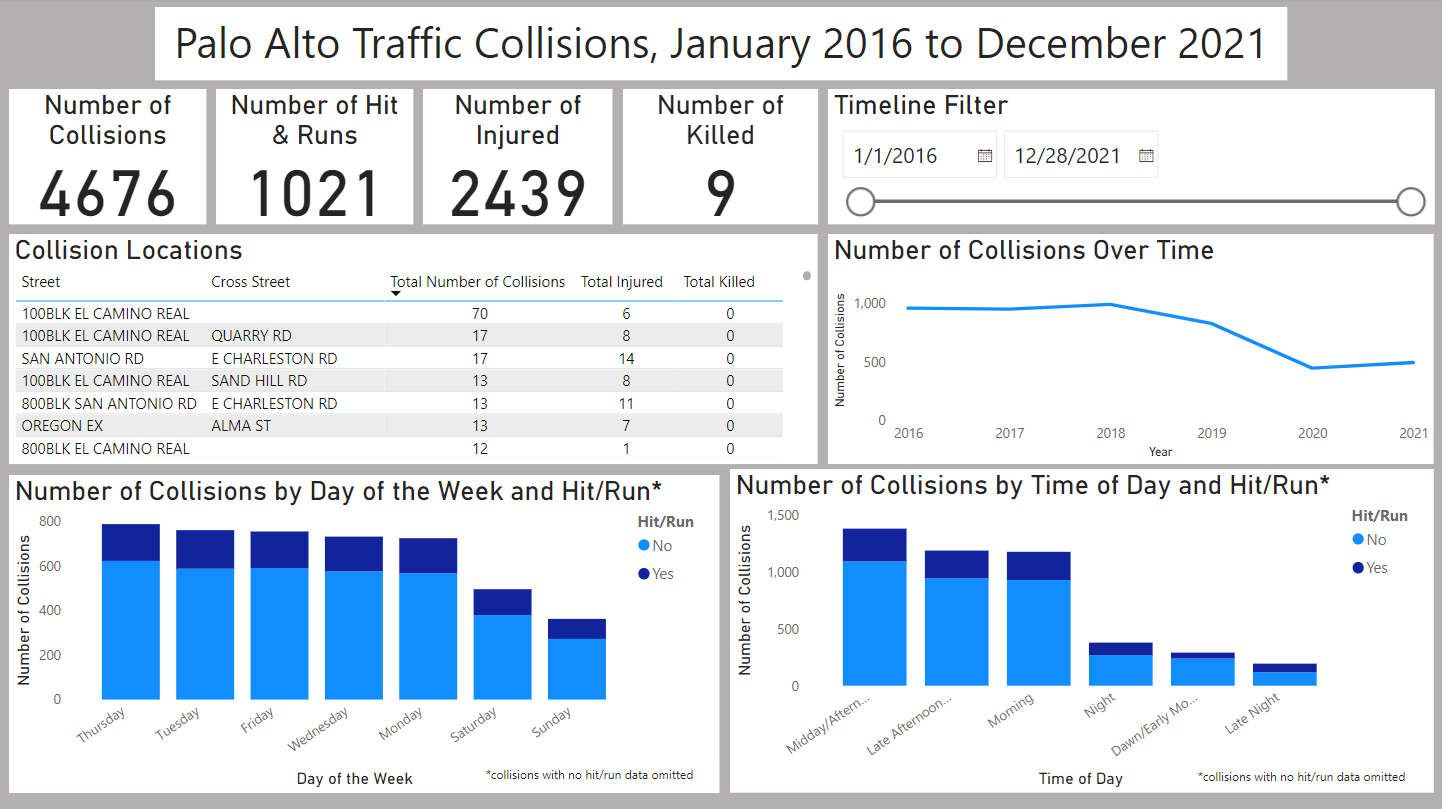 Palo Alto Traffic Collisions, January 2016 to December 2021
Number of
Collisions
4676
Number of Hit
& Runs
1021
Number of
Injured
2439
Number of
Killed
9
Timeline Filter
1/1/2016
12/28/2021
Collision Locations
Street Cross Street Total Number of Collisions Total Injured Total Killed
100BLK EL CAMINO REAL 70 6 0
100BLK EL CAMINO REAL QUARRY RD 17 8 0
SAN ANTONIO RD E CHARLESTON RD 17 14 0
100BLK EL CAMINO REAL SAND HILL RD 13 8 0
800BLK SAN ANTONIO RD E CHARLESTON RD 13 11 0
OREGON EX ALMA ST 13 7 0
800BLK EL CAMINO REAL 12 1 0
Number of Collisions Over Time
Number of Collisions
1,000
500
0
2016 2017 2018 2019 2020 2021
Year
Number of Collisions by Day of the Week and Hit/Run*
Number of Collisions
800
600
400
200
0
Thursday Tuesday Friday Wednesday Monday Saturday Sunday
Day of the Week
*collisions with no hit/run data omitted
Hit/Run
No
Yes
Number of Collisions by Time of Day and Hit/Run*
Number of Collisions
1,500
1,000
500
0
Midday/Aftern... Late Afternoon... Morning Night Dawn/Early Mo... Late Night
Time of Day
*collisions with no hit/run data omitted
Hit/Run
No
Yes